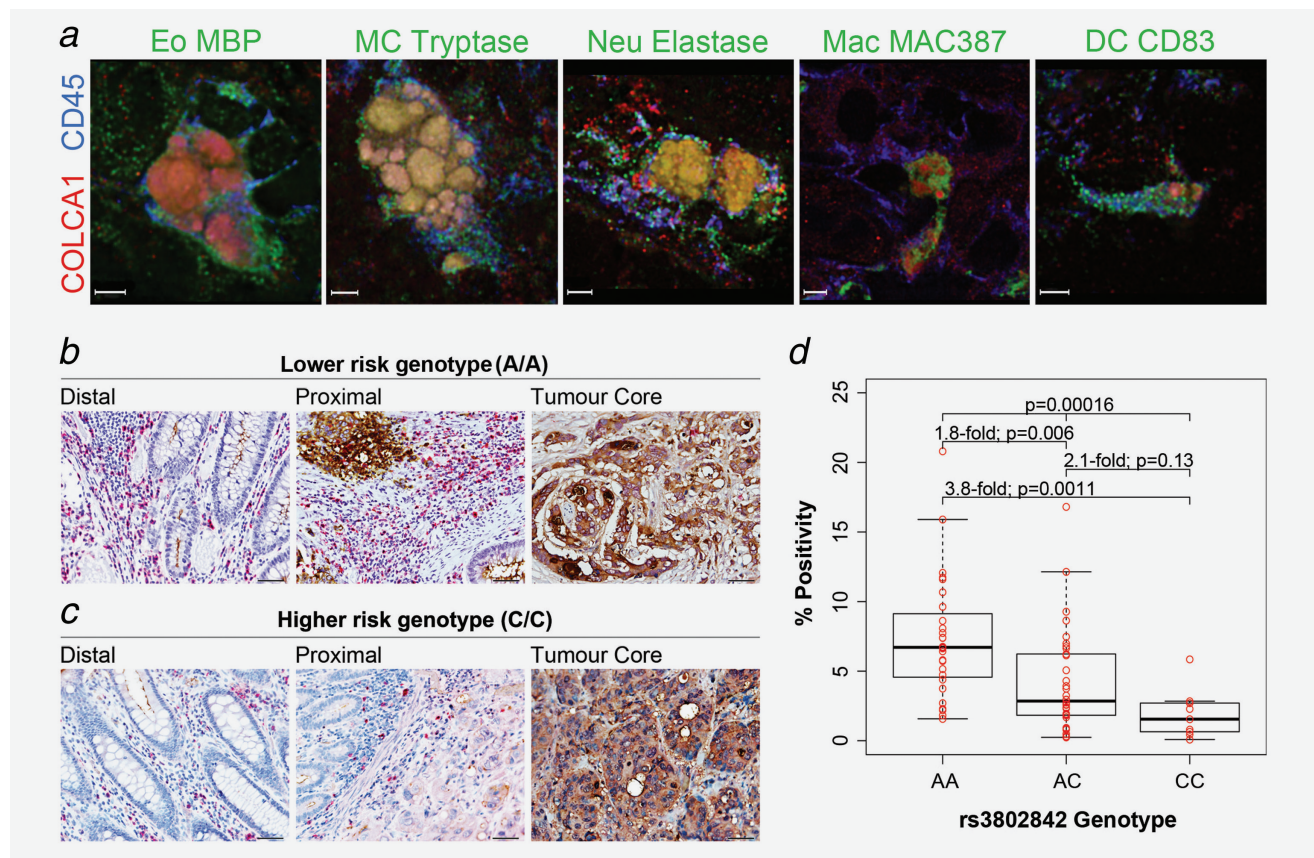 a
Eo MBP
MC Tryptase
Neu Elastase
Mac MAC387
DC CD83
COLCA1 CD45
b
Lower risk genotype (A/A)
Distal
Proximal
Tumour Core
c
Higher risk genotype (C/C)
Distal
Proximal
Tumour Core
d
% Positivity
25
20
15
10
5
0
p=0.00016
1.8-fold; p=0.006
2.1-fold; p=0.13
3.8-fold; p=0.0011
AA
AC
CC
rs3802842 Genotype